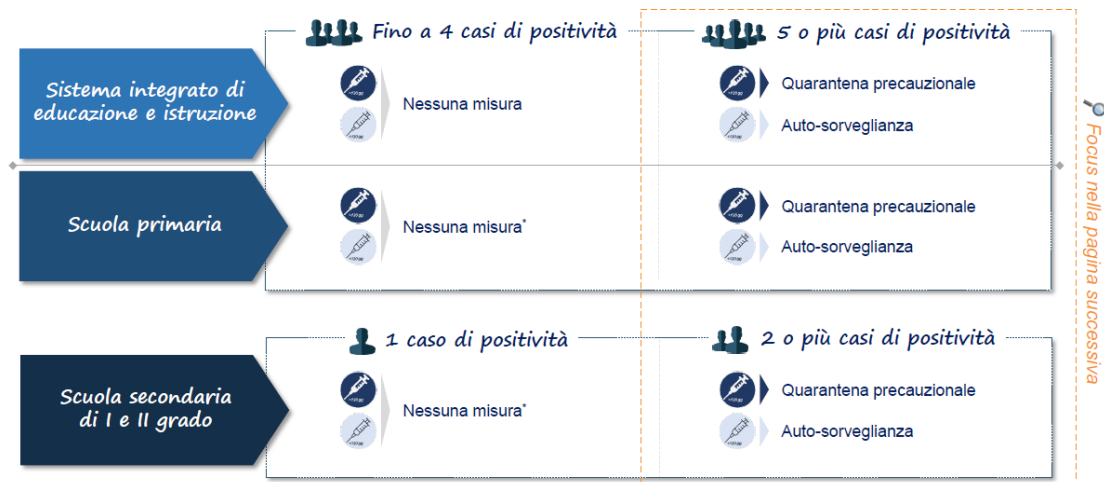 Fino a 4 casi di positività
5 o più casi di positività
Sistema integrato di
educazione e istruzione
Nessuna misura
Quarantena precauzionale
Auto-sorveglianza
Scuola primaria
Nessuna misura*
Quarantena precauzionale
Auto-sorveglianza
1 caso di positività
2 o più casi di positività
Scuola secondaria
di I e II grado
Nessuna misura*
Quarantena precauzionale
Auto-sorveglianza
Focus nella pagina successiva